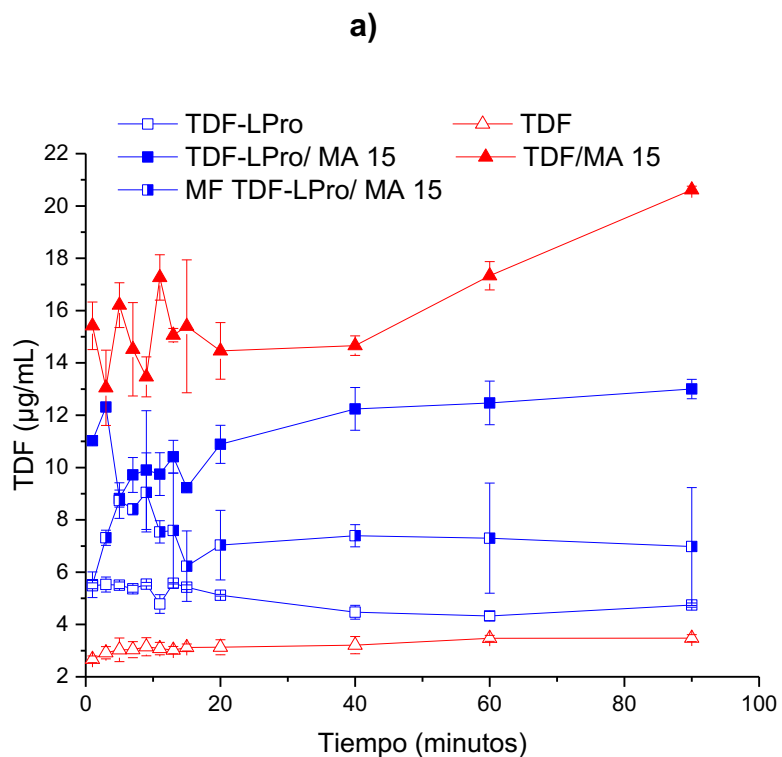 a)
TDF-LPro
TDF
TDF-LPro/ MA 15
TDF/MA 15
MF TDF-LPro/ MA 15
22
20
18
16
14
12
10
8
6
4
2
TDF (µg/mL)
0
20
40
60
80
100
Tiempo (minutos)